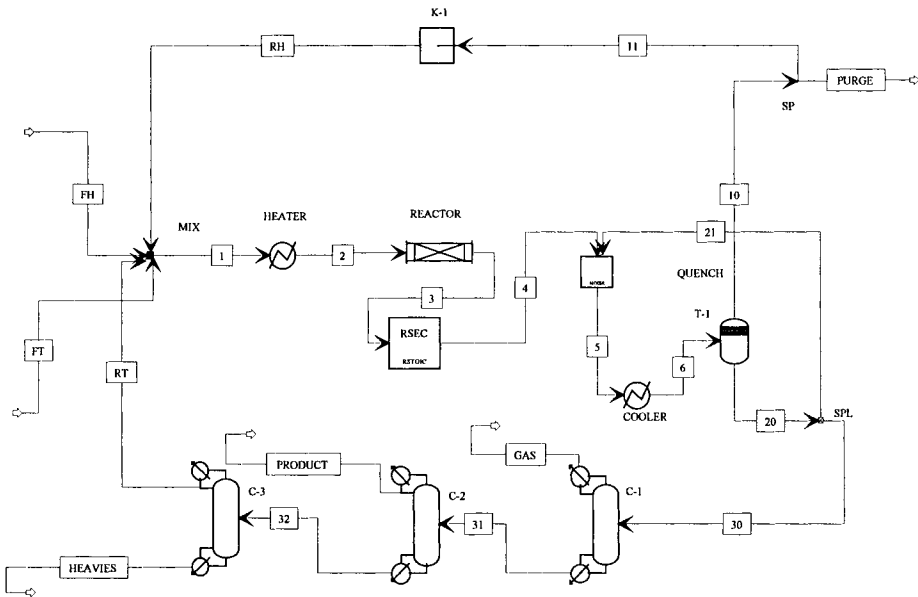 K-1
RH
11
PURGE
SP
FH
10
MIX
HEATER
REACTOR
21
1
2
QUENCH
4
3
T-1
FT
RSEC
5
6
RT
COOLER
20
SPL
PRODUCT
GAS
C-3
C-2
C-1
32
31
30
HEAVIES